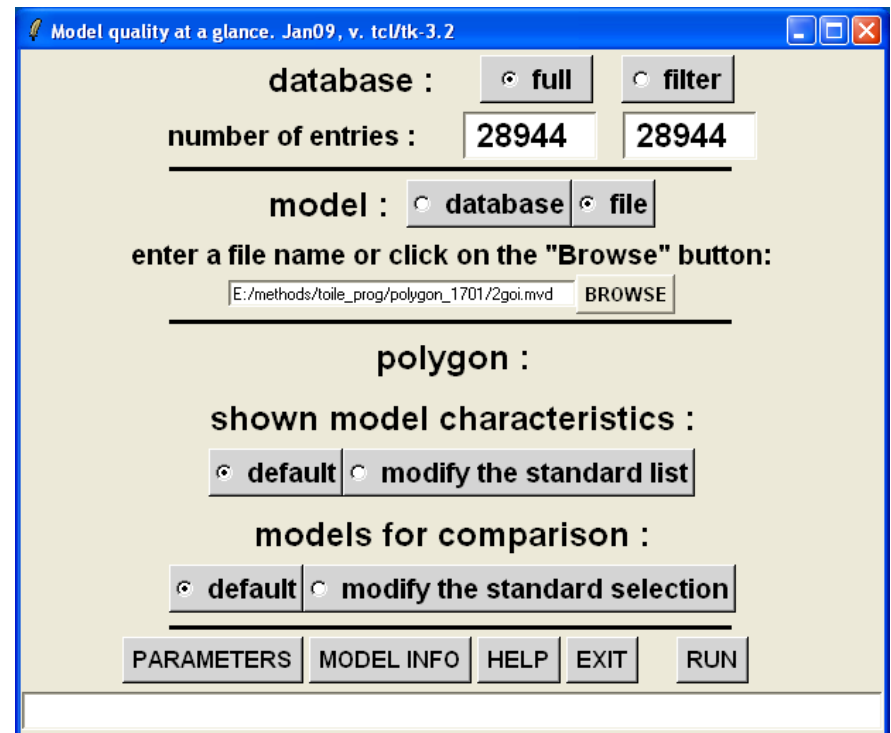 Model quality at a glance. Jan09, v. tcl/tk-3.2
database : full filter
number of entries : 28944 28944
model : database file
enter a file name or click on the "Browse" button:
E:/methods/toile_prog/polygon_1701/2goi.mvd BROWSE
polygon :
shown model characteristics :
default modify the standard list
models for comparison :
default modify the standard selection
PARAMETERS MODEL INFO HELP EXIT RUN